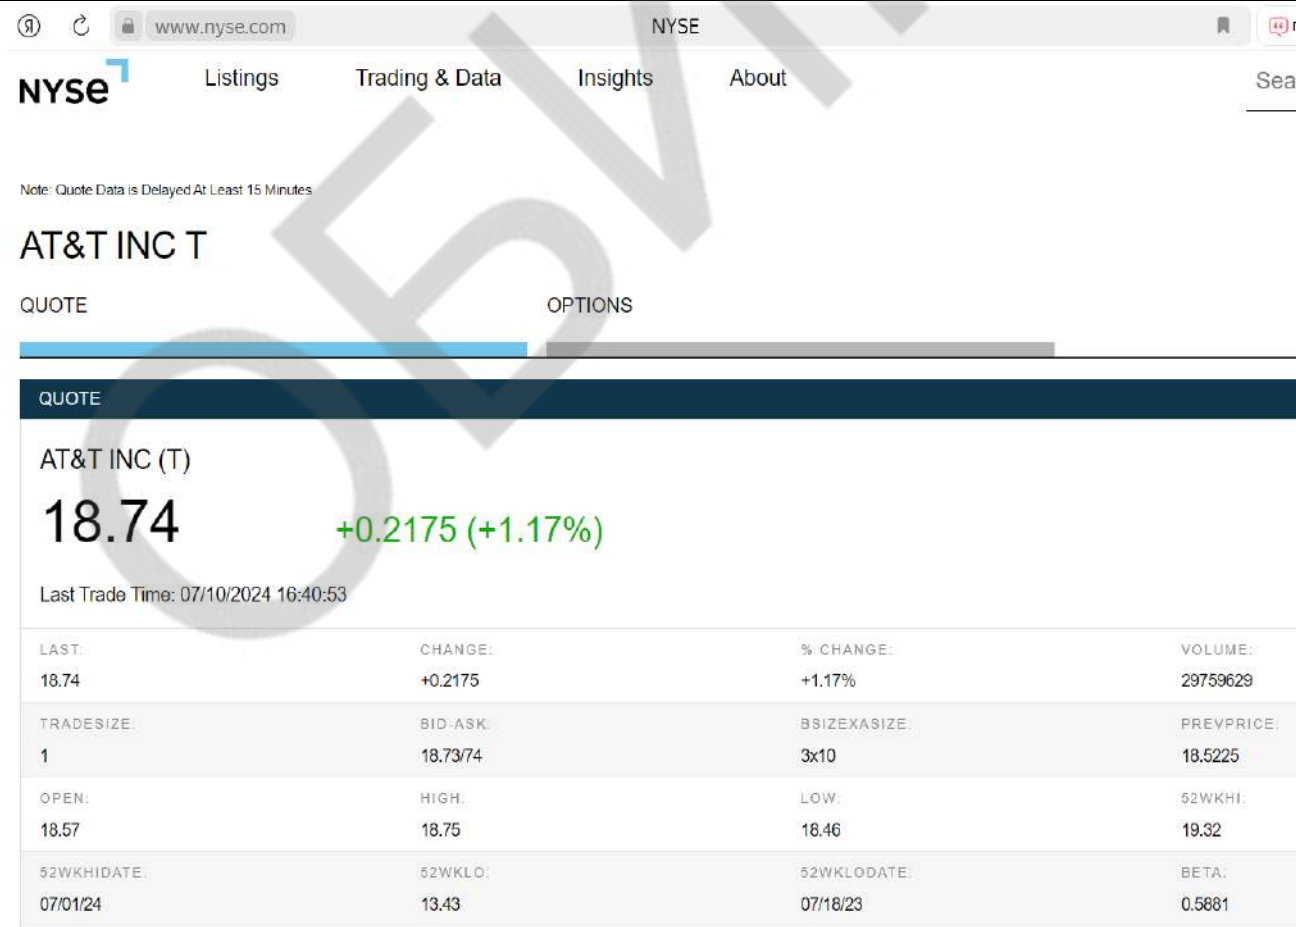 www.nyse.com NYSE
NYSE Listings Trading & Data Insights About
Note: Quote Data is Delayed At Least 15 Minutes
AT&T INC T
QUOTE OPTIONS
QUOTE
AT&T INC (T)
18.74 +0.2175 (+1.17%)
Last Trade Time: 07/10/2024 16:40:53
LAST: CHANGE: % CHANGE: VOLUME:
18.74 +0.2175 +1.17% 29759629
TRADESIZE: BID-ASK: BSIZEXASIZE: PREVPRICE:
1 18.73/74 3x10 18.5225
OPEN: HIGH: LOW: 52WKHI:
18.57 18.75 18.46 19.32
52WKHIDATE: 52WKLO: 52WKLODATE: BETA:
07/01/24 13.43 07/18/23 0.5881